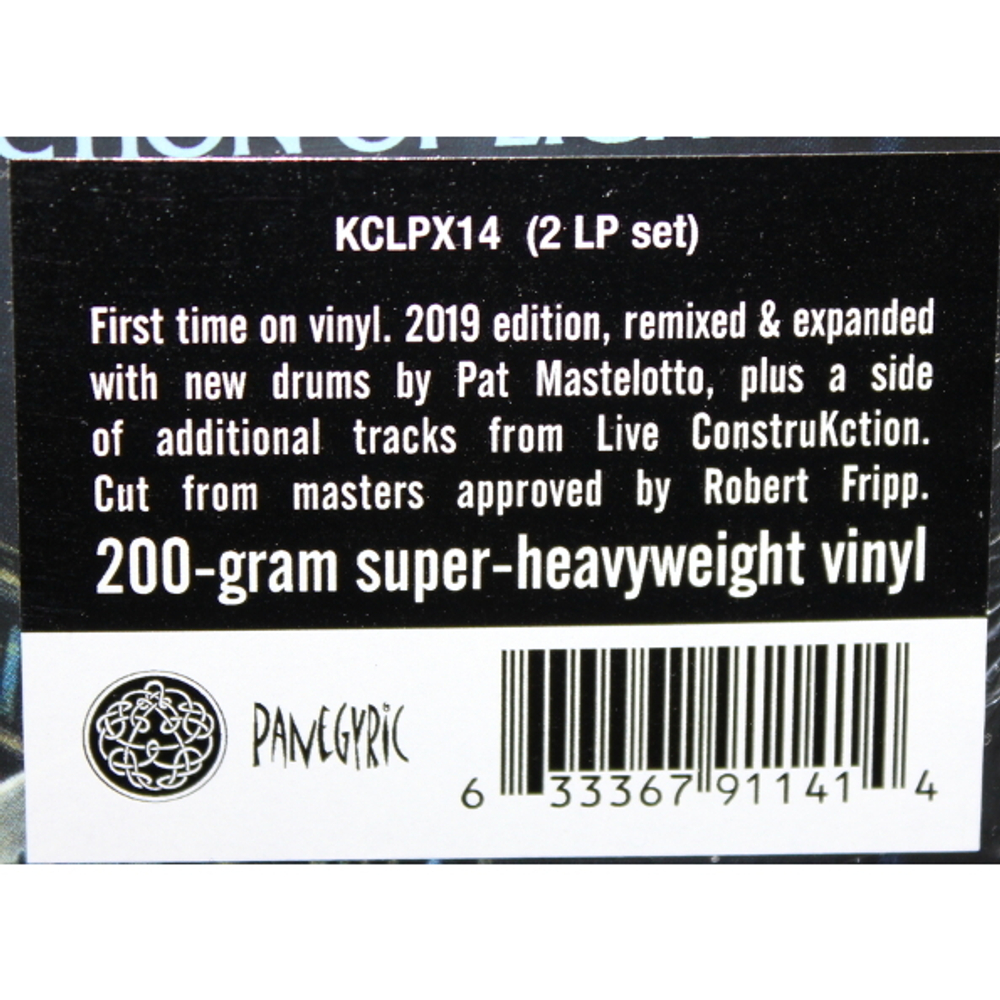 KCLPX14 (2 LP set)
First time on vinyl. 2019 edition, remixed & expanded
with new drums by Pat Mastelotto, plus a side
of additional tracks from Live ConstruKction.
Cut from masters approved by Robert Fripp.
200-gram super-heavyweight vinyl
PANEGYRIC
6 33367 91141 4